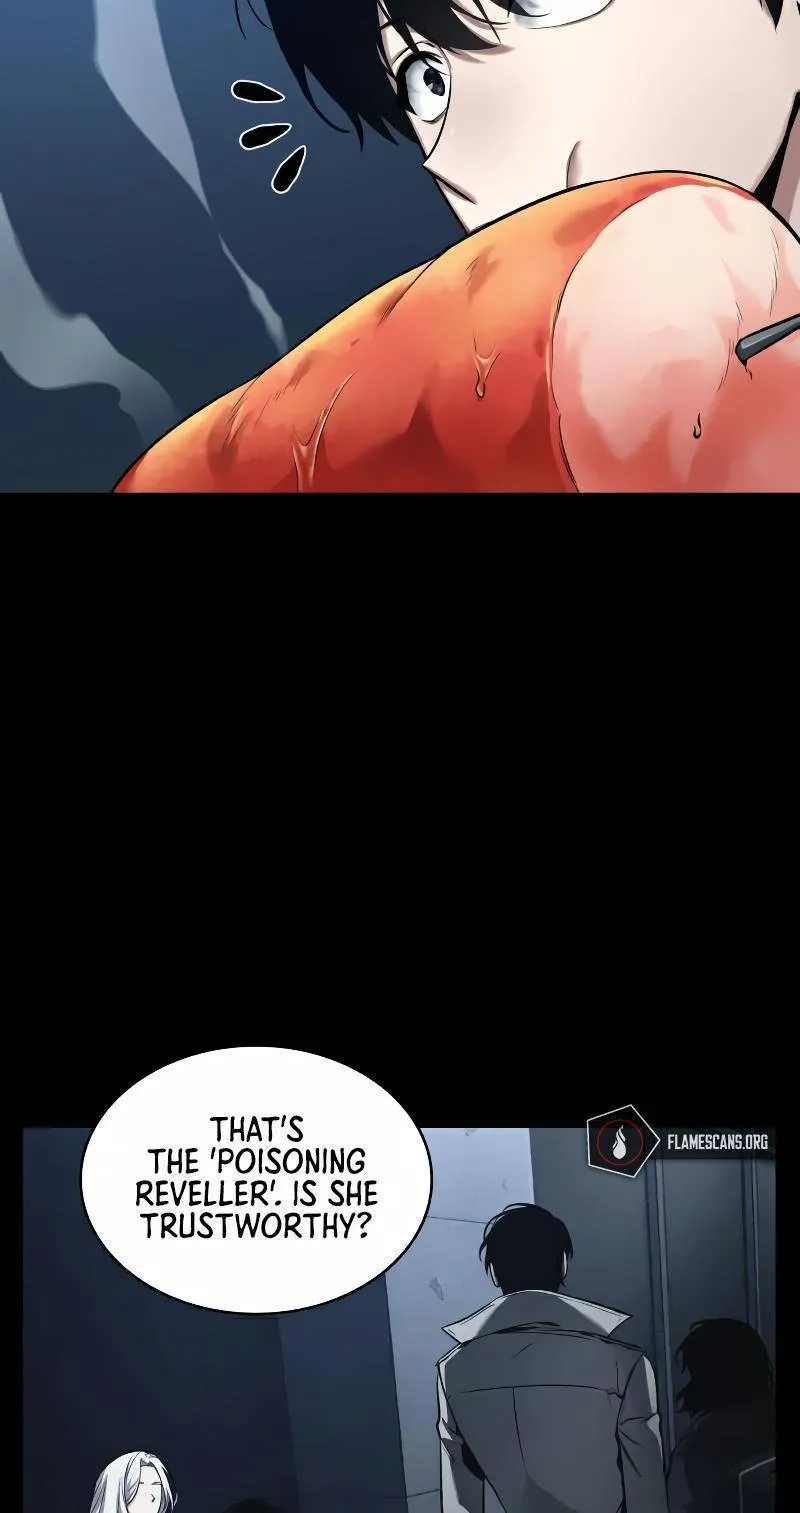 THAT'S
THE 'POISONING
REVELLER'. IS SHE
TRUSTWORTHY?
FLAMESCANS.ORG